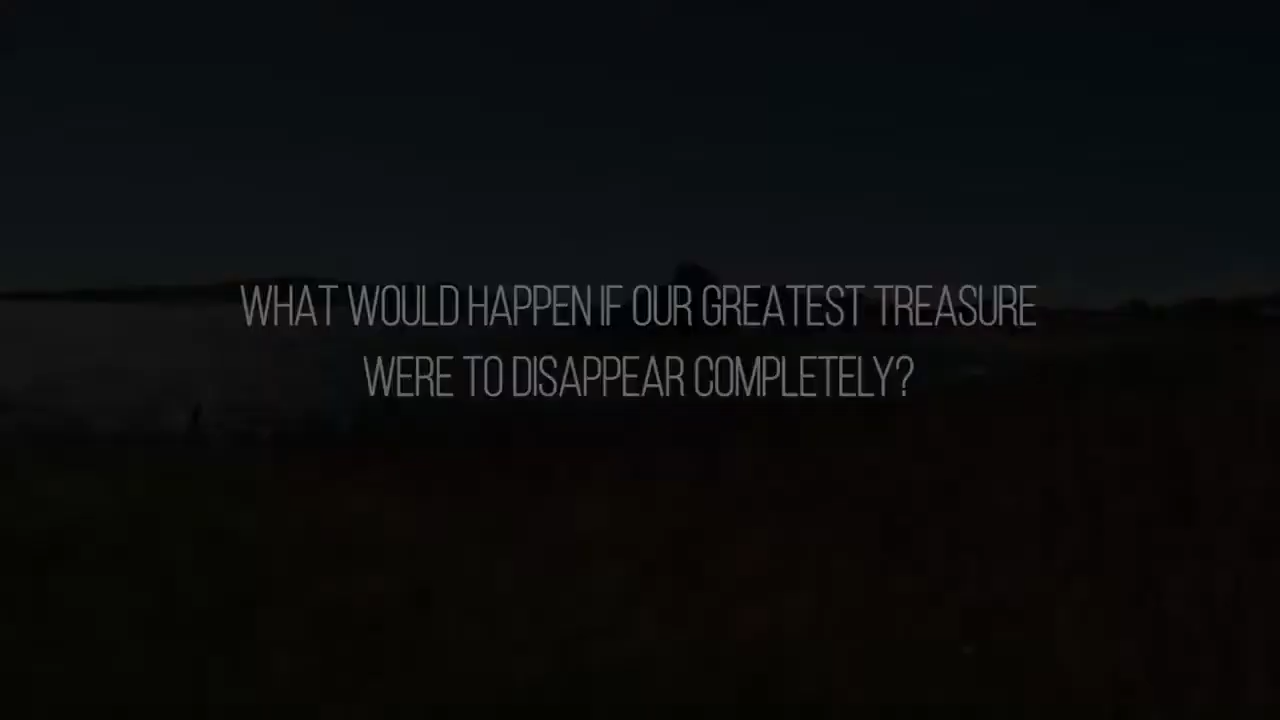 WHAT WOULD HAPPEN IF OUR GREATEST TREASURE
WERE TO DISAPPEAR COMPLETELY?